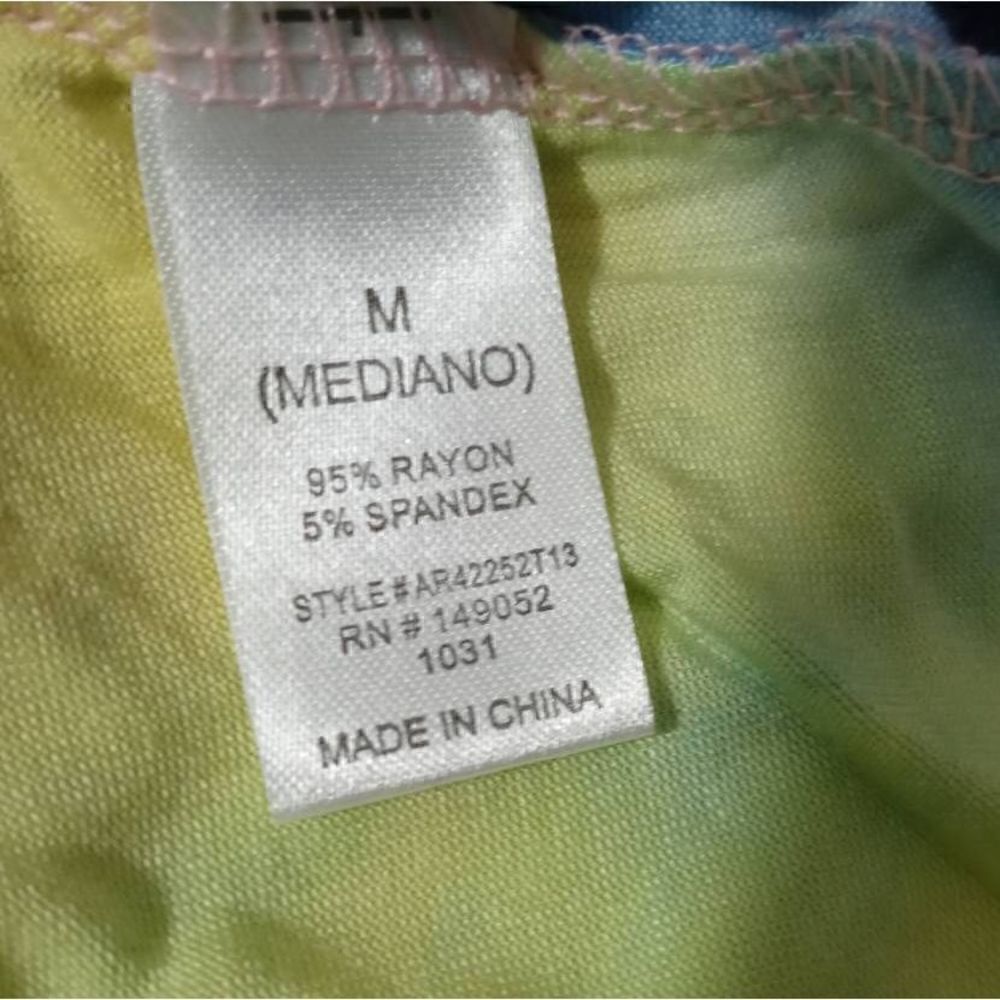 M
(MEDIANO)
95% RAYON
5% SPANDEX
STYLE#AR42252T13
RN # 149052
1031
MADE IN CHINA